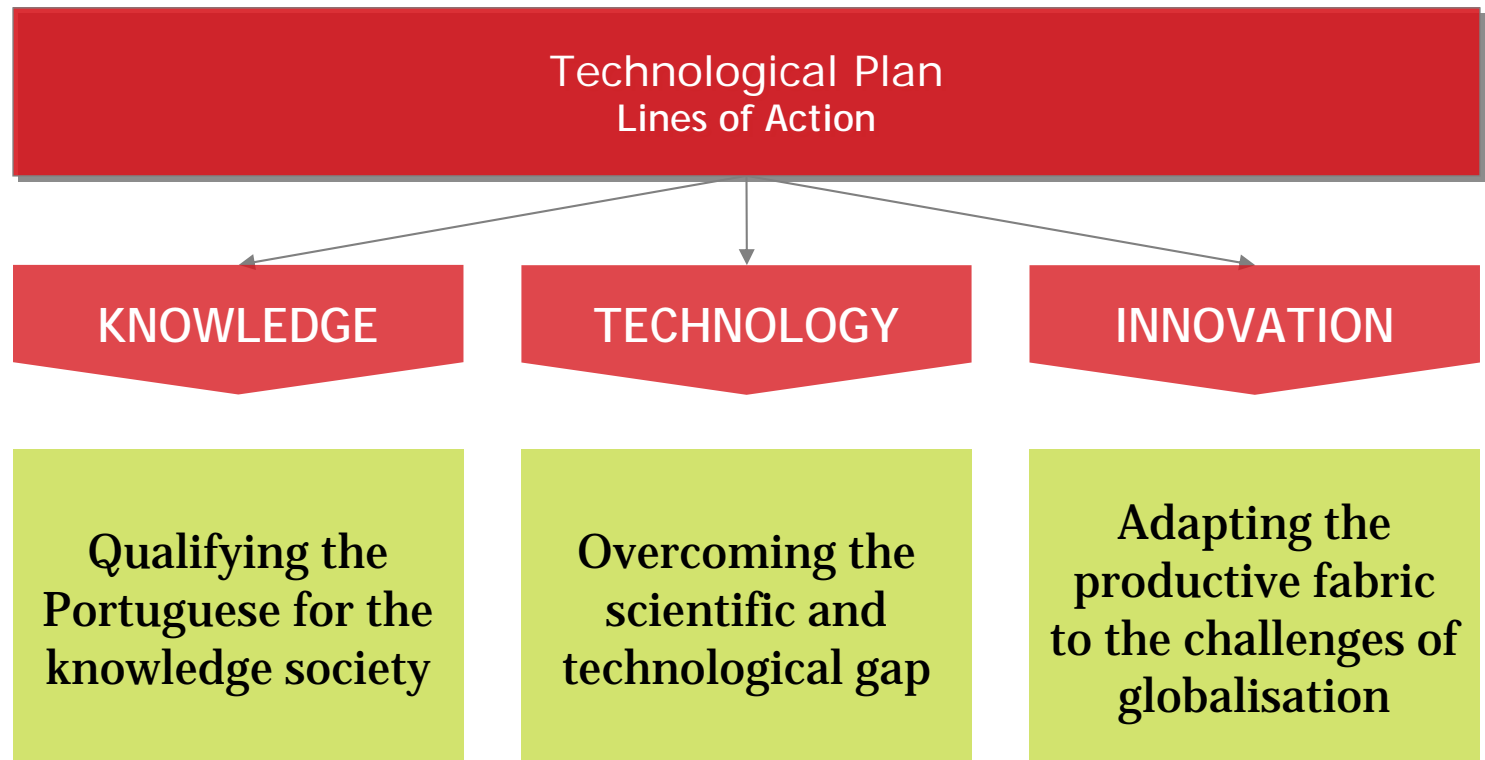 Technological Plan
Lines of Action
KNOWLEDGE
TECHNOLOGY
INNOVATION
Qualifying the
Portuguese for the
knowledge society
Overcoming the
scientific and
technological gap
Adapting the
productive fabric
to the challenges of
globalisation